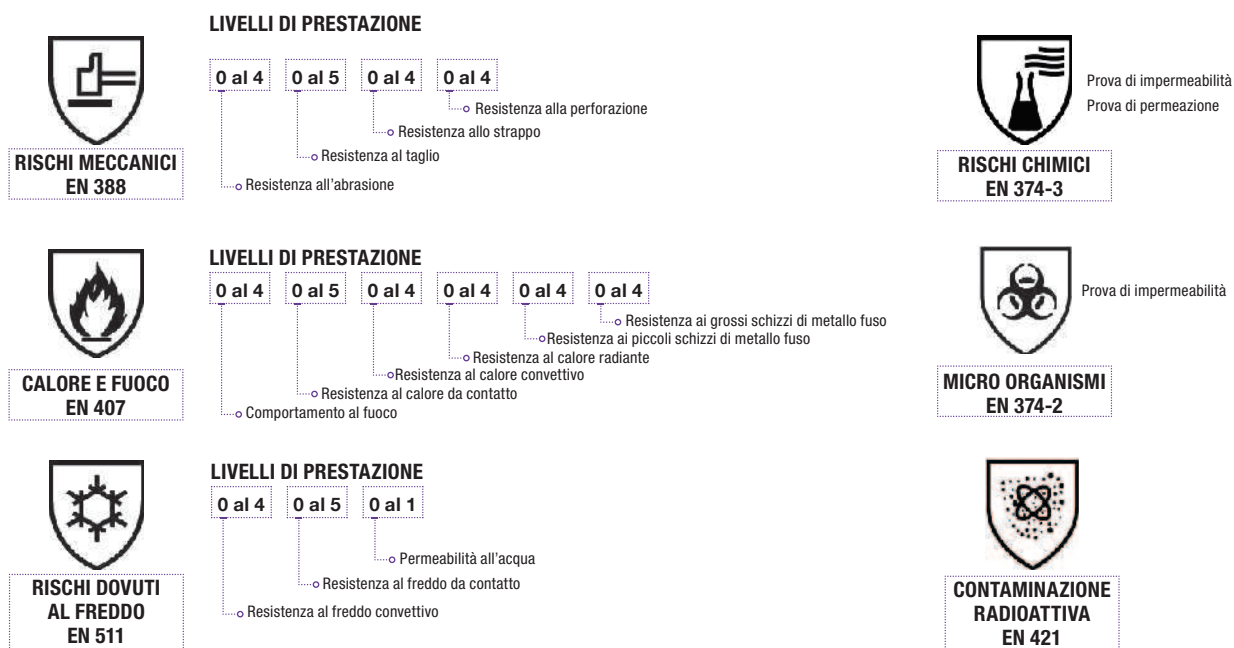 LIVELLI DI PRESTAZIONE
0 al 4 0 al 5 0 al 4 0 al 4
Resistenza alla perforazione
Resistenza allo strappo
Resistenza al taglio
Resistenza all'abrasione
RISCHI MECCANICI
EN 388
Prova di impermeabilità
Prova di permeazione
RISCHI CHIMICI
EN 374-3
LIVELLI DI PRESTAZIONE
0 al 4 0 al 5 0 al 4 0 al 4 0 al 4 0 al 4
Resistenza ai grossi schizzi di metallo fuso
Resistenza ai piccoli schizzi di metallo fuso
Resistenza al calore radiante
Resistenza al calore convettivo
Resistenza al calore da contatto
Comportamento al fuoco
CALORE E FUOCO
EN 407
Prova di impermeabilità
MICRO ORGANISMI
EN 374-2
LIVELLI DI PRESTAZIONE
0 al 4 0 al 5 0 al 1
Permeabilità all'acqua
Resistenza al freddo da contatto
Resistenza al freddo convettivo
RISCHI DOVUTI
AL FREDDO
EN 511
CONTAMINAZIONE
RADIOATTIVA
EN 421